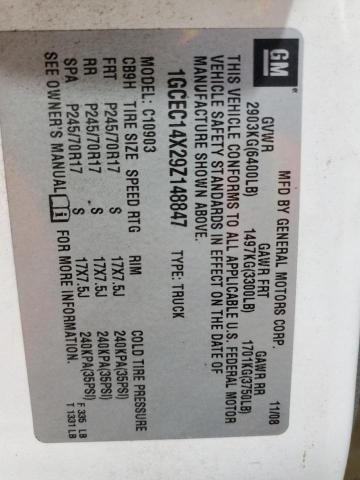 GM
MFD BY GENERAL MOTORS CORP. 11/08
GVWR GAWR FRT GAWR RR
2903KG(6400LB) 1497KG(3300LB) 1701KG(3750LB)
THIS VEHICLE CONFORMS TO ALL APPLICABLE U.S. FEDERAL MOTOR
VEHICLE SAFETY STANDARDS IN EFFECT ON THE DATE OF
MANUFACTURE SHOWN ABOVE.
1GCEC14X29Z148847 TYPE: TRUCK
MODEL: C10903
CB9H TIRE SIZE SPEED RTG RIM COLD TIRE PRESSURE
FRT P245/70R17 S 17X7.5J 240KPA(35PSI)
RR P245/70R17 S 17X7.5J 240KPA(35PSI)
SPA P245/70R17 S 17X7.5J 240KPA(35PSI)
SEE OWNER'S MANUAL i FOR MORE INFORMATION.
F 335 LB
T 1331 LB